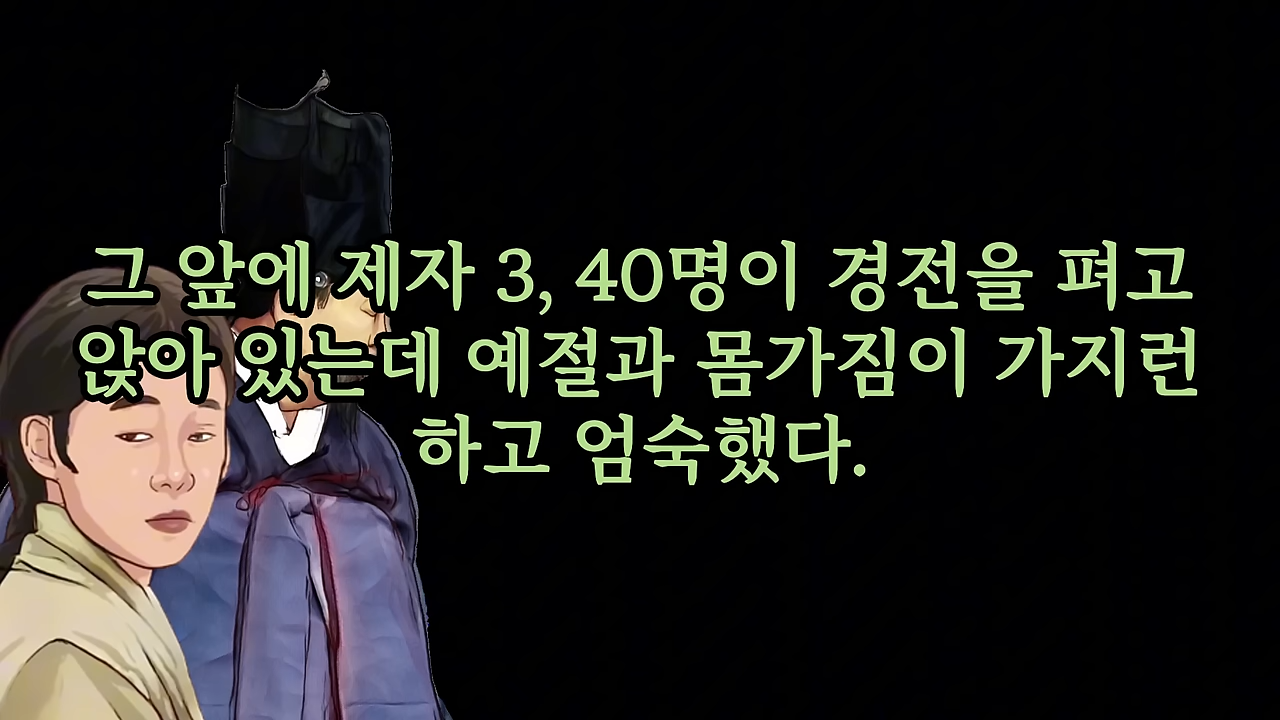 그 앞에 제자 3, 40명이 경전을 펴고
앉아 있는데 예절과 몸가짐이 가지런
하고 엄숙했다.